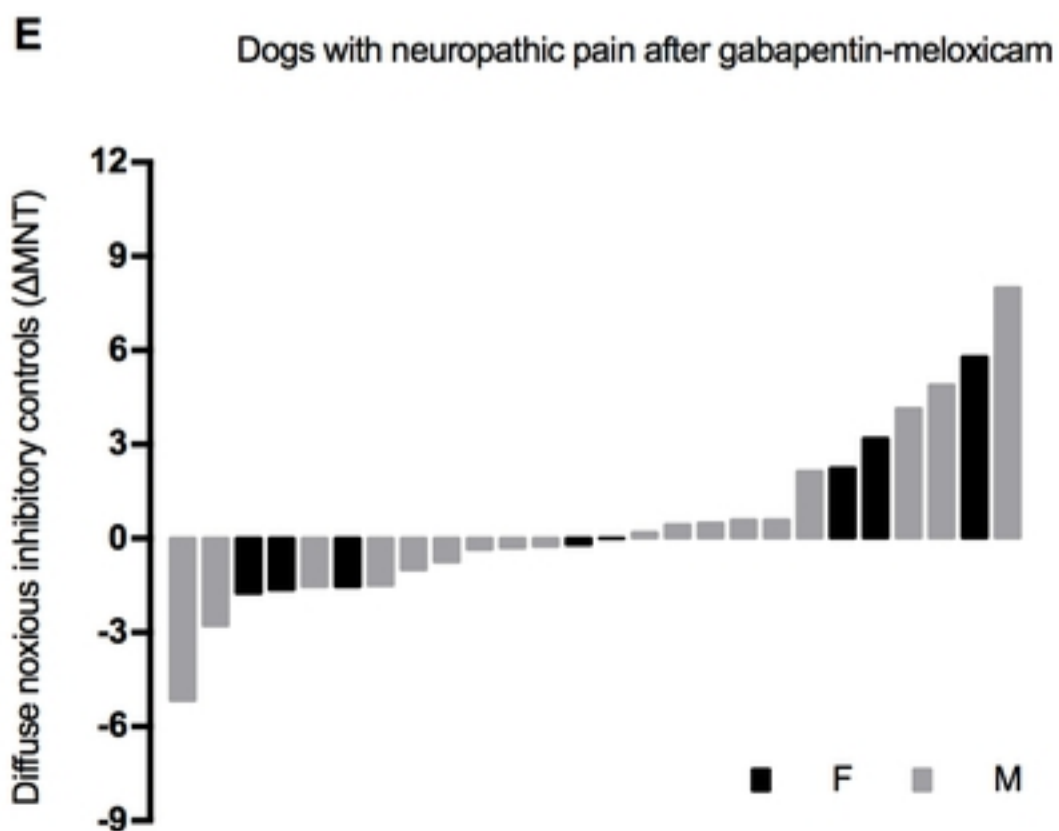 E
Dogs with neuropathic pain after gabapentin-meloxicam
Diffuse noxious inhibitory controls (ΔMNT)
12
9
6
3
0
-3
-6
-9
F M